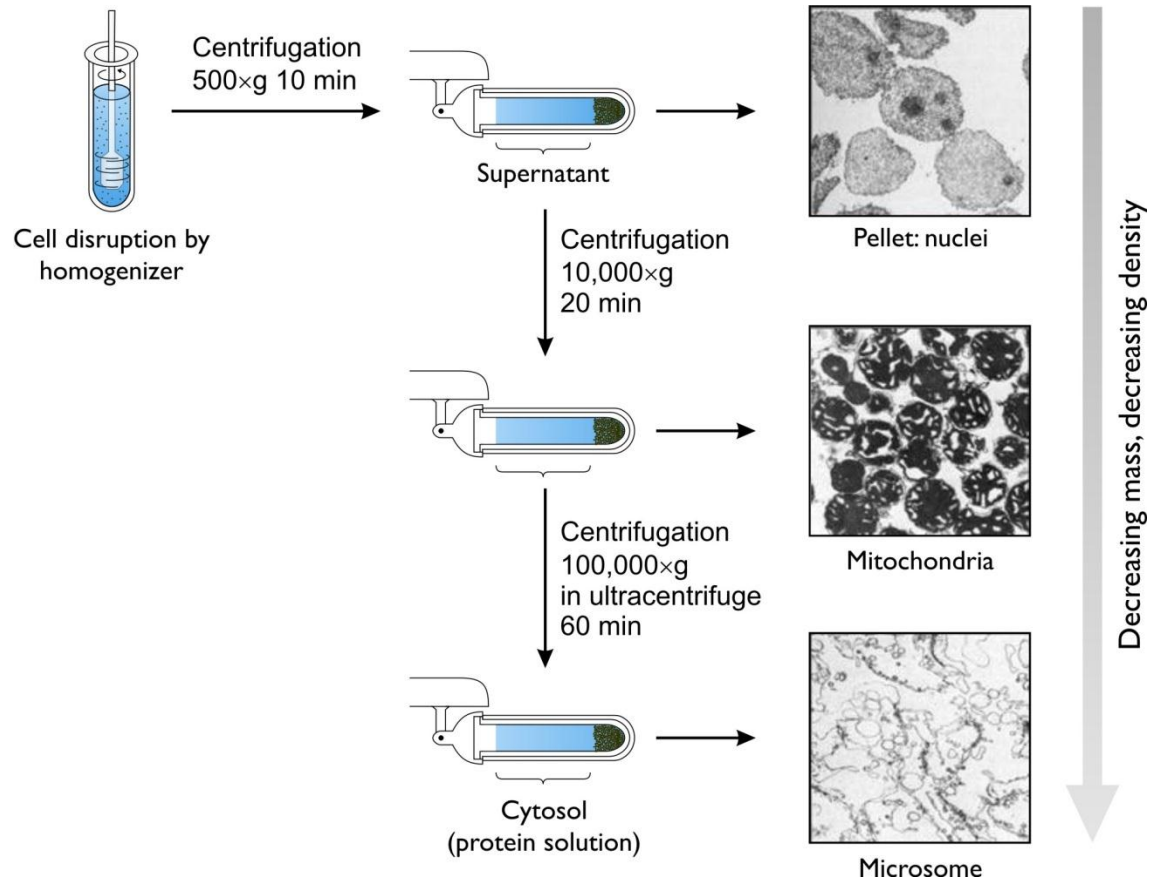 Centrifugation
500×g 10 min
Supernatant
Cell disruption by
homogenizer
Pellet: nuclei
Centrifugation
10,000×g
20 min
Mitochondria
Centrifugation
100,000×g
in ultracentrifuge
60 min
Cytosol
(protein solution)
Microsome
Decreasing mass, decreasing density